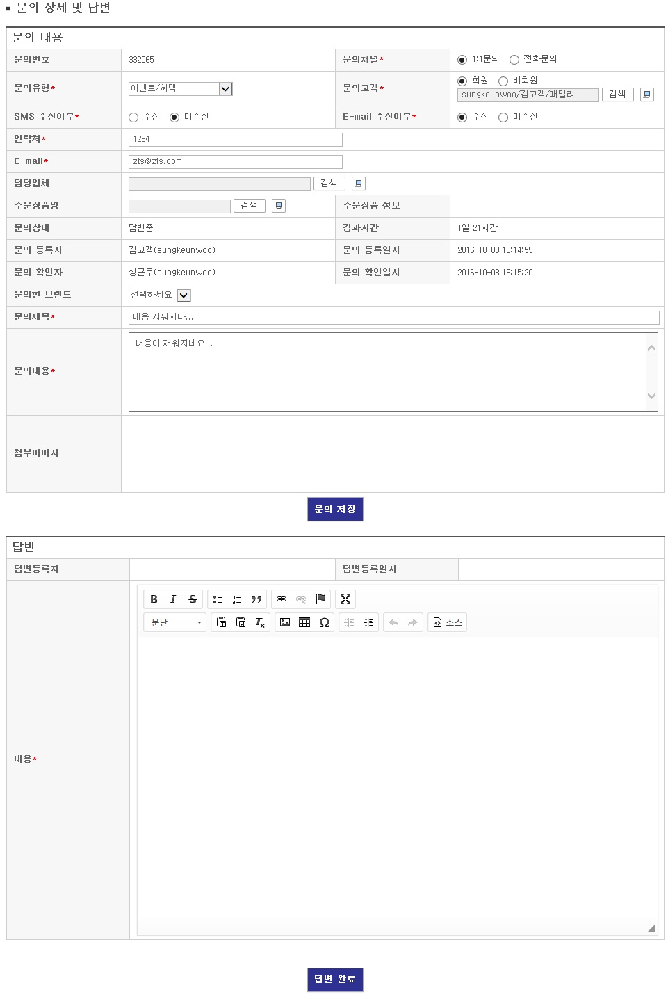 문의 상세 및 답변
문의 내용
문의번호 332065 문의채널* 1:1문의 전화문의
문의유형* 이벤트/혜택 문의고객* 회원 비회원
sungkeunwoo/김고객/패밀리 검색
SMS 수신여부* 수신 미수신 E-mail 수신여부* 수신 미수신
연락처* 1234
E-mail* zts@zts.com
담당업체 검색
주문상품명 검색 주문상품 정보
문의상태 답변중 경과시간 1일 21시간
문의 등록자 김고객(sungkeunwoo) 문의 등록일시 2016-10-08 18:14:59
문의 확인자 성근우(sungkeunwoo) 문의 확인일시 2016-10-08 18:15:20
문의한 브랜드 선택하세요
문의제목* 내용 지워지나...
문의내용* 내용이 재워지네요...
첨부이미지
문의 저장
답변
답변등록자 답변등록일시
B I S
문단 Ω 소스
내용*
답변 완료